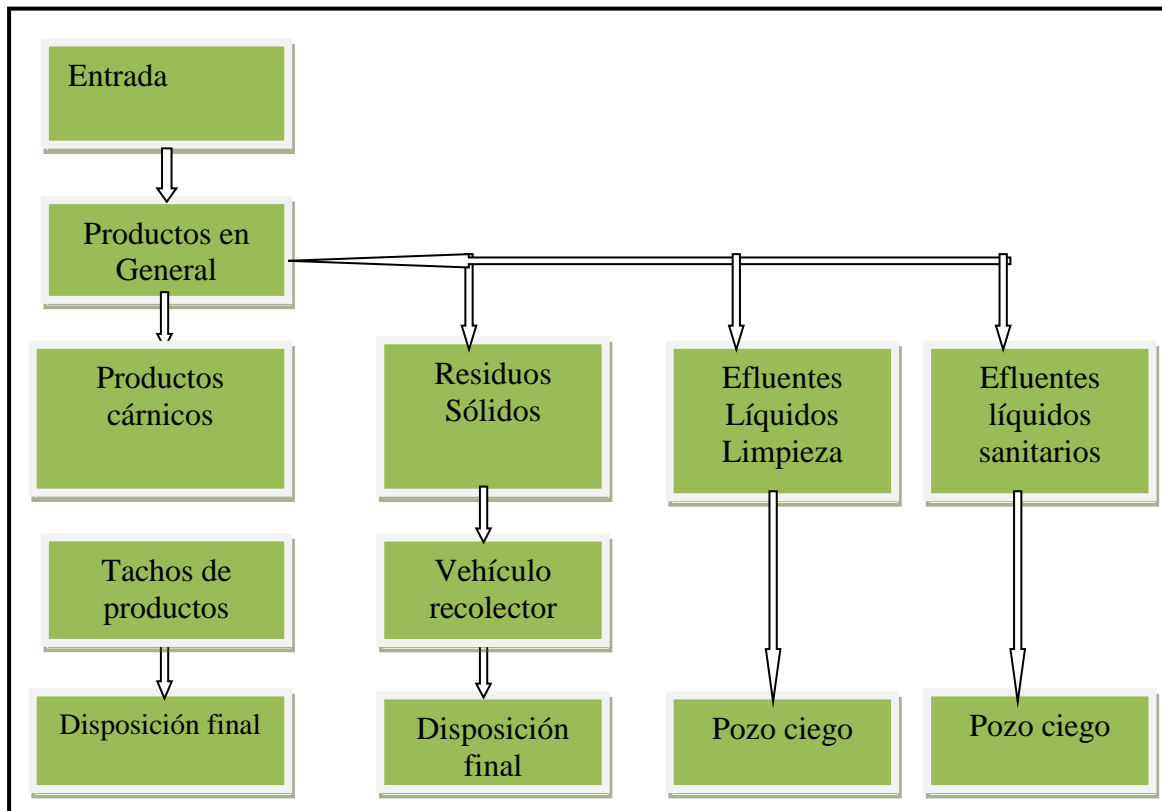 Entrada
Productos en
General
Productos
cárnicos
Residuos
Sólidos
Efluentes
Líquidos
Limpieza
Efluentes
líquidos
sanitarios
Tachos de
productos
Vehículo
recolector
Disposición final
Disposición
final
Pozo ciego
Pozo ciego